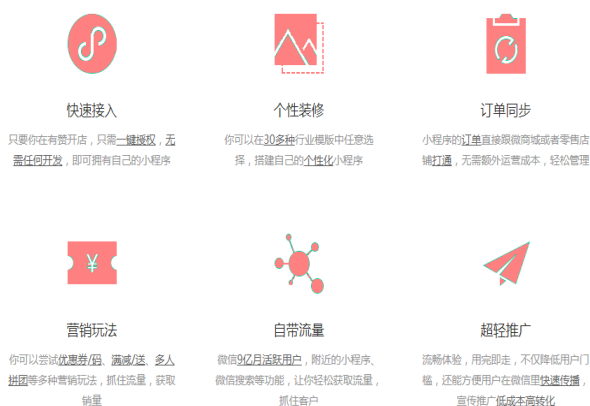 快速接入
只要你在有赞开店，只需一键授权，无
需任何开发，即可拥有自己的小程序
个性装修
你可以在30多种行业模版中任意选
择，搭建自己的个性化小程序
订单同步
小程序的订单直接跟微商城或者零售店
铺打通，无需额外运营成本，轻松管理
¥
营销玩法
你可以尝试优惠券/码、满减/送、多人
拼团等多种营销玩法，抓住流量，获取
销量
自带流量
微信9亿月活跃用户，附近的小程序、
微信搜索等功能，让你轻松获取流量，
抓住客户
超轻推广
流畅体验，用完即走，不仅降低用户门
槛，还能方便用户在微信里快速传播，
宣传推广低成本高转化